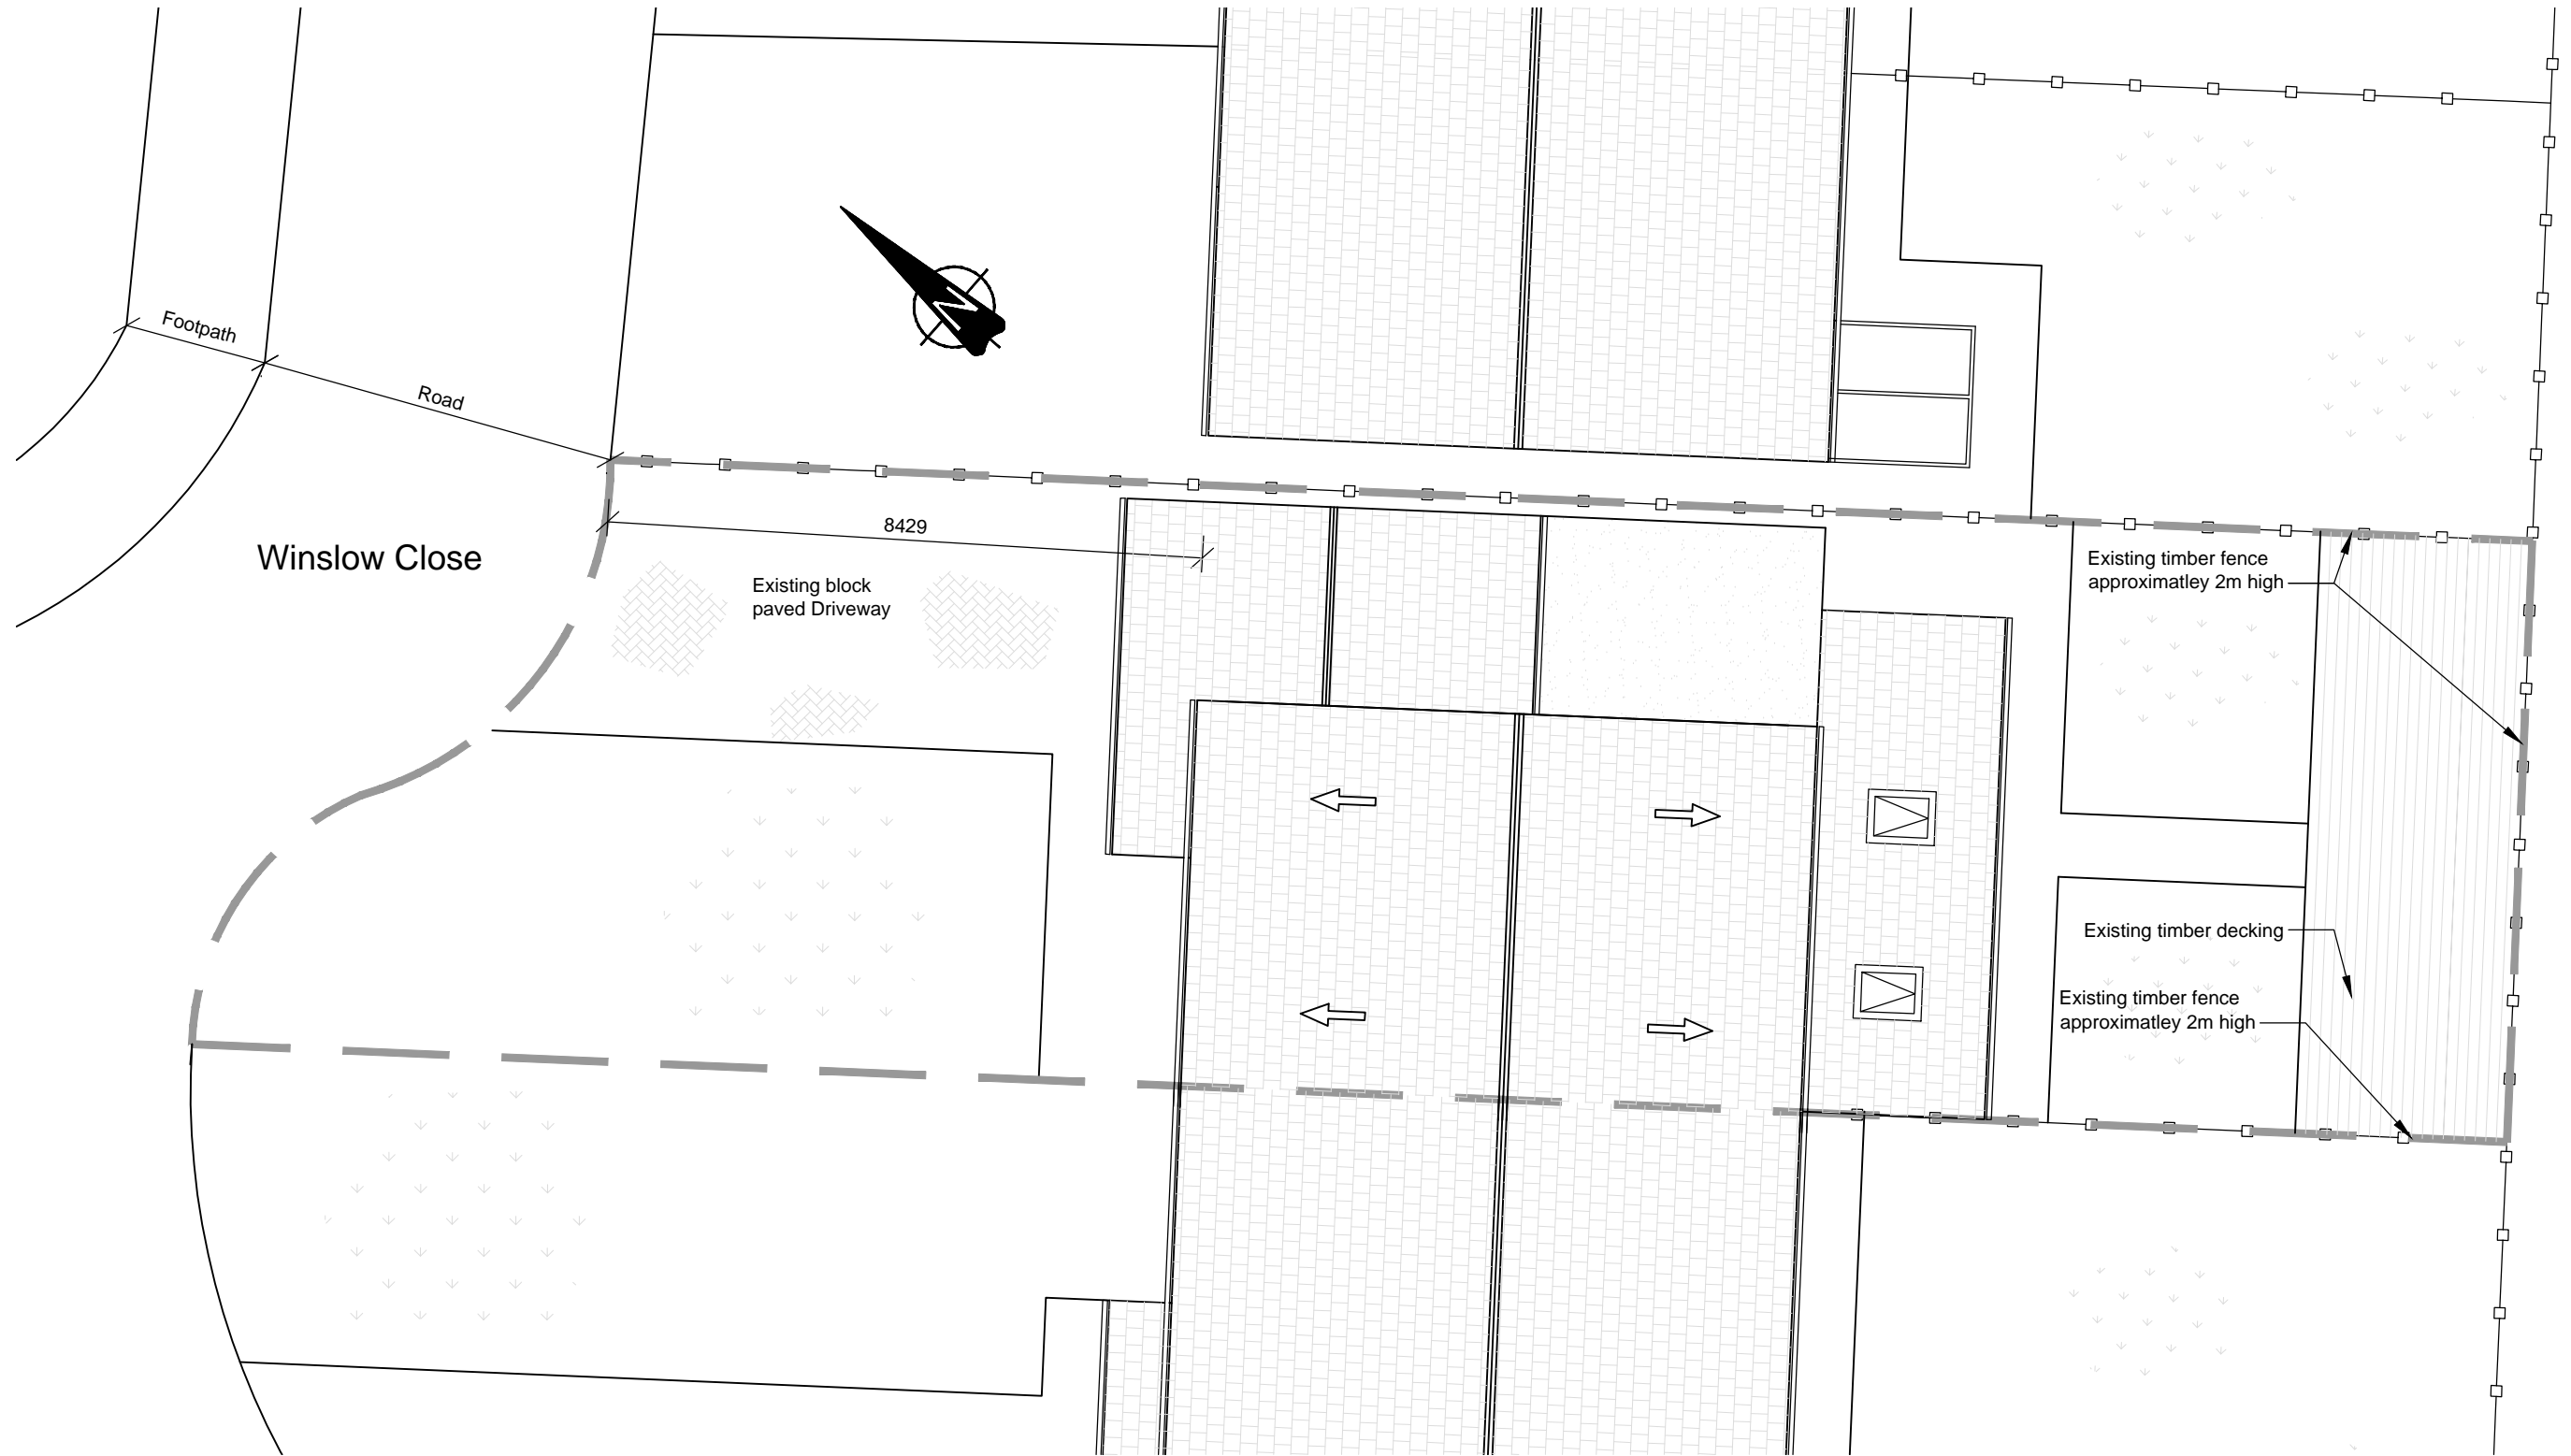 Footpath
Road
N
8429
Winslow Close
Existing block
paved Driveway
Existing timber fence
approximatley 2m high
Existing timber decking
Existing timber fence
approximatley 2m high